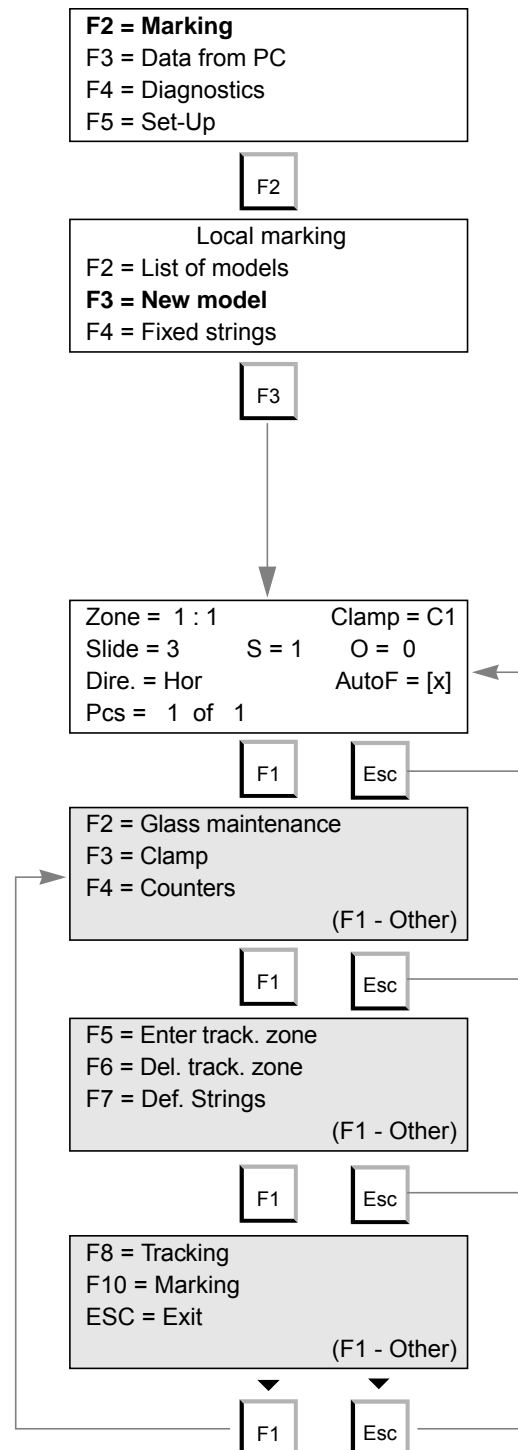 F2 = Marking
F3 = Data from PC
F4 = Diagnostics
F5 = Set-Up
F2
Local marking
F2 = List of models
F3 = New model
F4 = Fixed strings
F3
Zone = 1 : 1 Clamp = C1
Slide = 3 S = 1 O = 0
Dire. = Hor AutoF = [x]
Pcs = 1 of 1
F1 Esc
F2 = Glass maintenance
F3 = Clamp
F4 = Counters
(F1 - Other)
F1 Esc
F5 = Enter track. zone
F6 = Del. track. zone
F7 = Def. Strings
(F1 - Other)
F1 Esc
F8 = Tracking
F10 = Marking
ESC = Exit
(F1 - Other)
F1 Esc